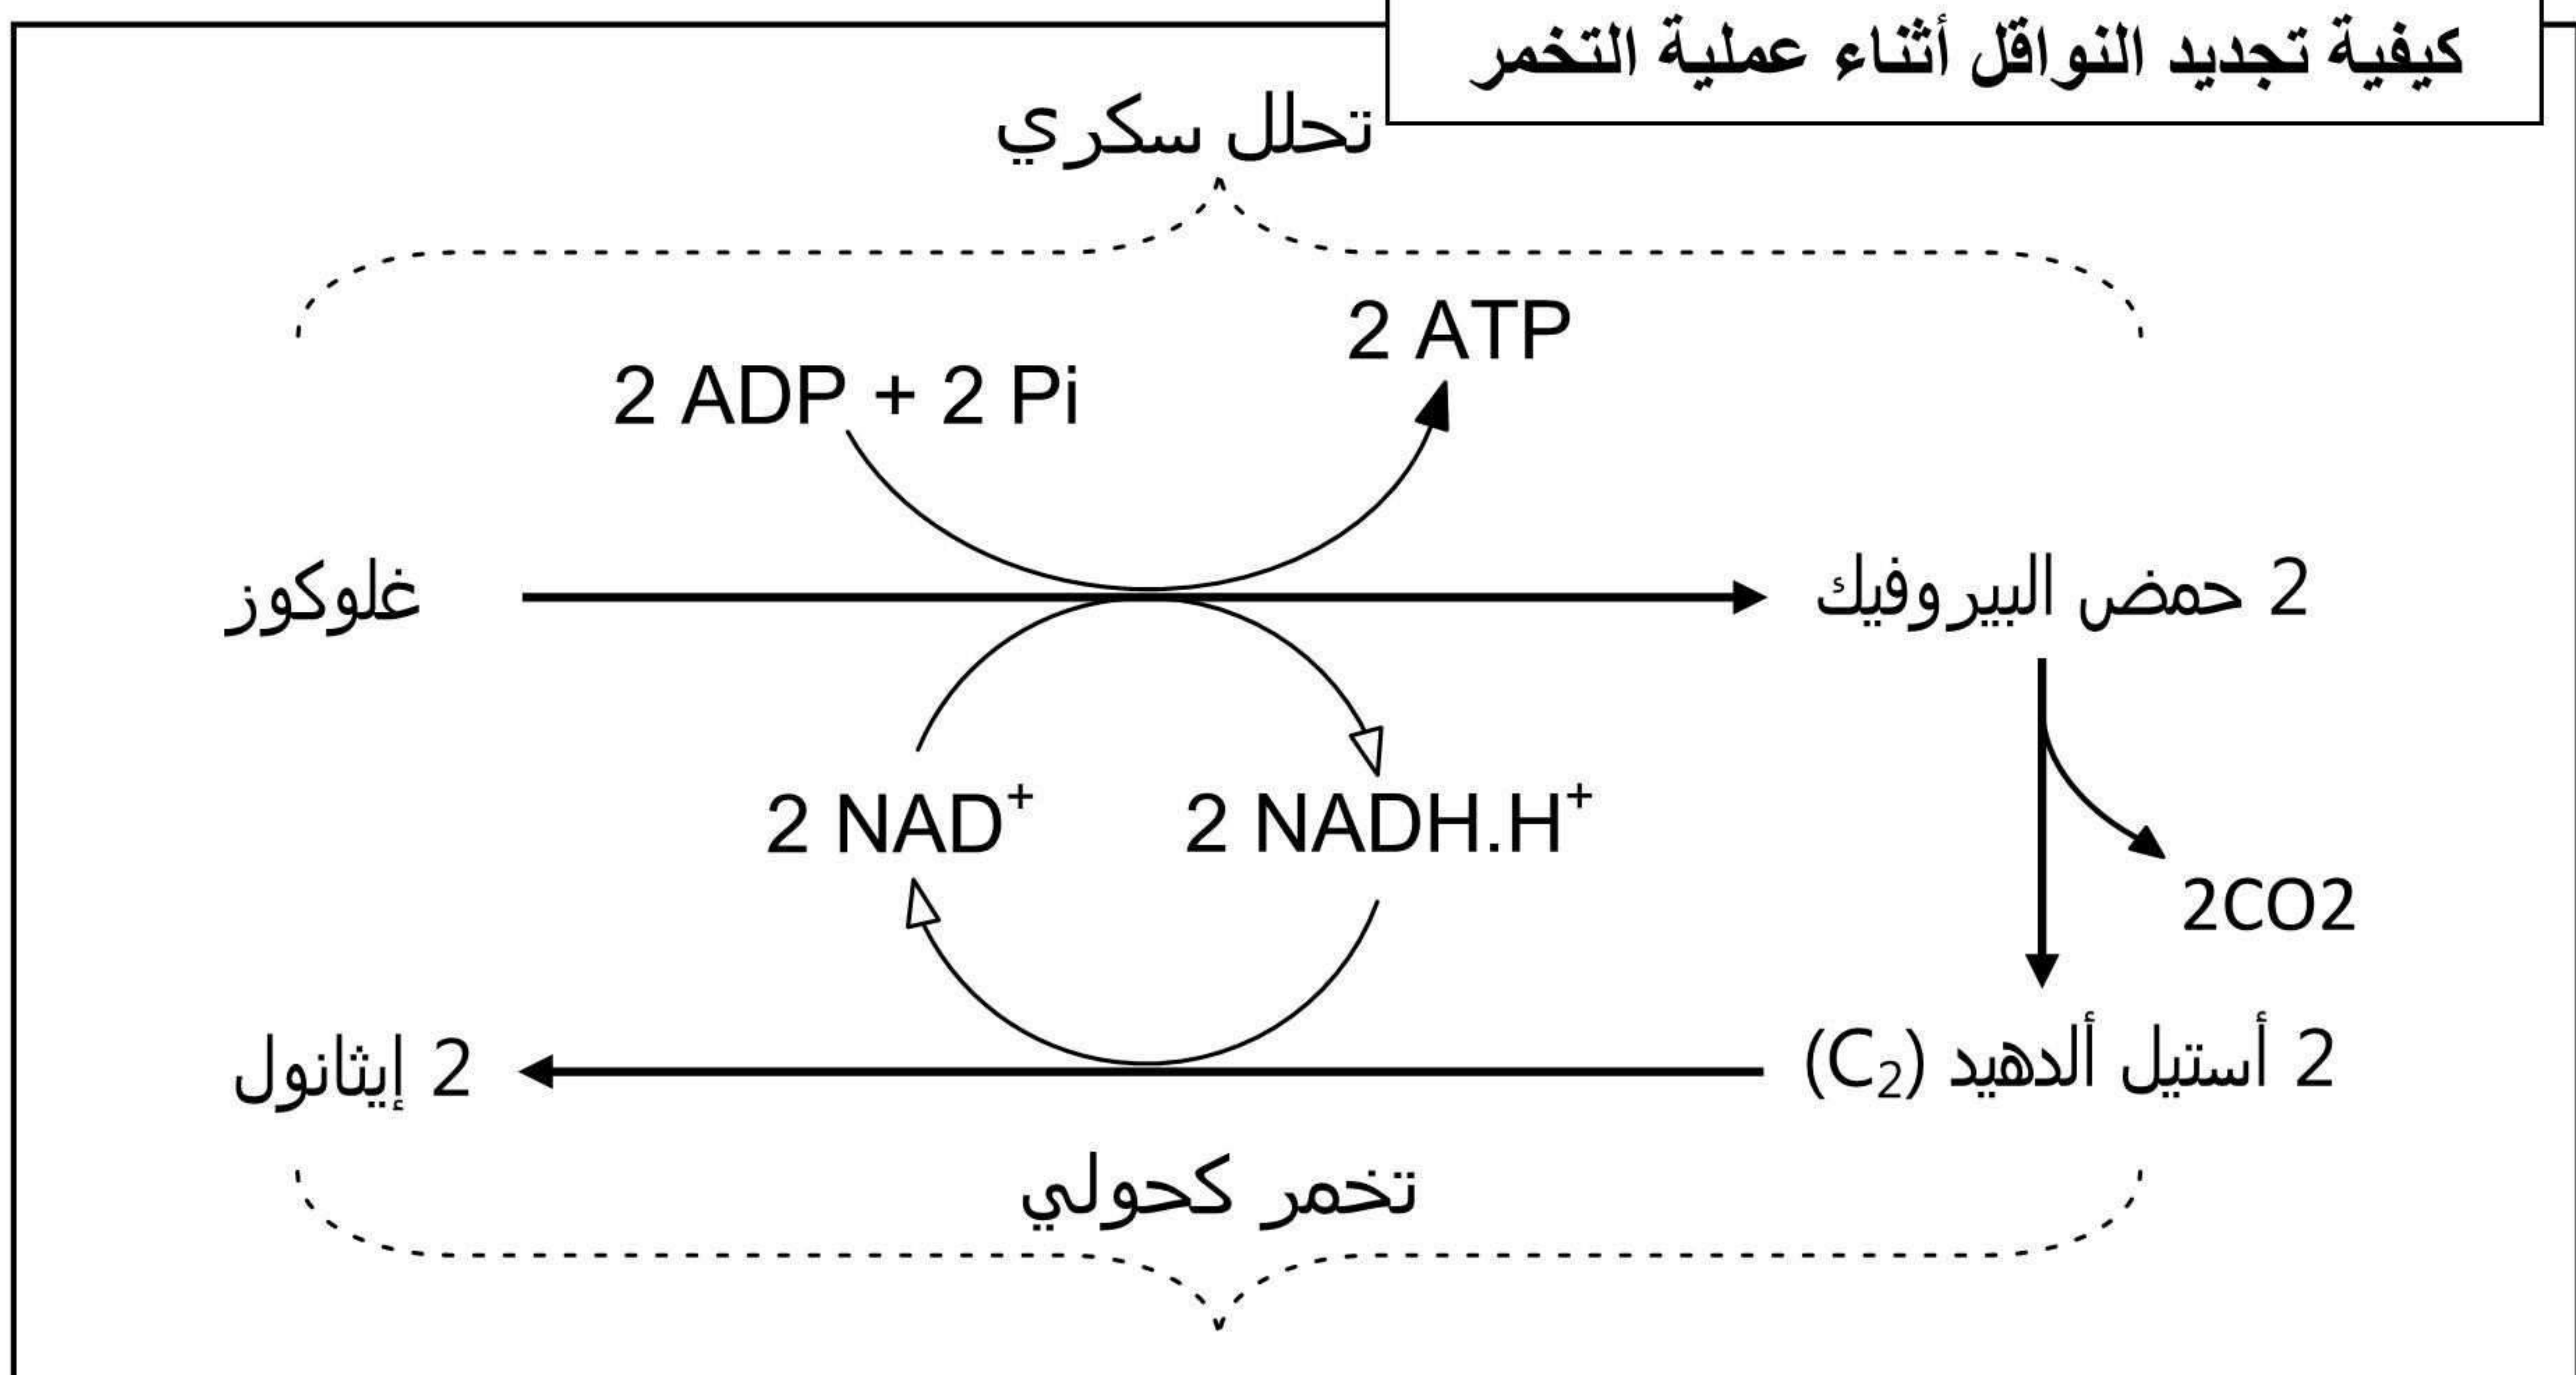 كيفية تجديد النواقل أثناء عملية التخمر
تحلل سكري
2 ATP
2 ADP + 2 Pi
غلوكوز
2 حمض البيروفيك
2 NAD⁺
2 NADH.H⁺
2CO2
2 إيثانول
2 أستيل ألدهيد (C₂)
تخمر كحولي